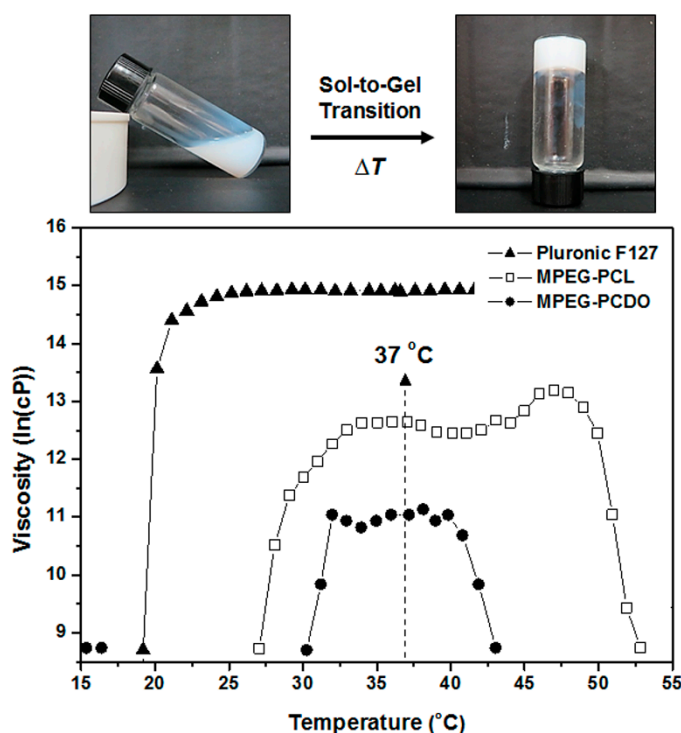 Sol-to-Gel
Transition
ΔT
Pluronic F127
MPEG-PCL
MPEG-PCDO
37 °C
Viscosity (ln(cP))
16
15
14
13
12
11
10
9
15 20 25 30 35 40 45 50 55
Temperature (°C)